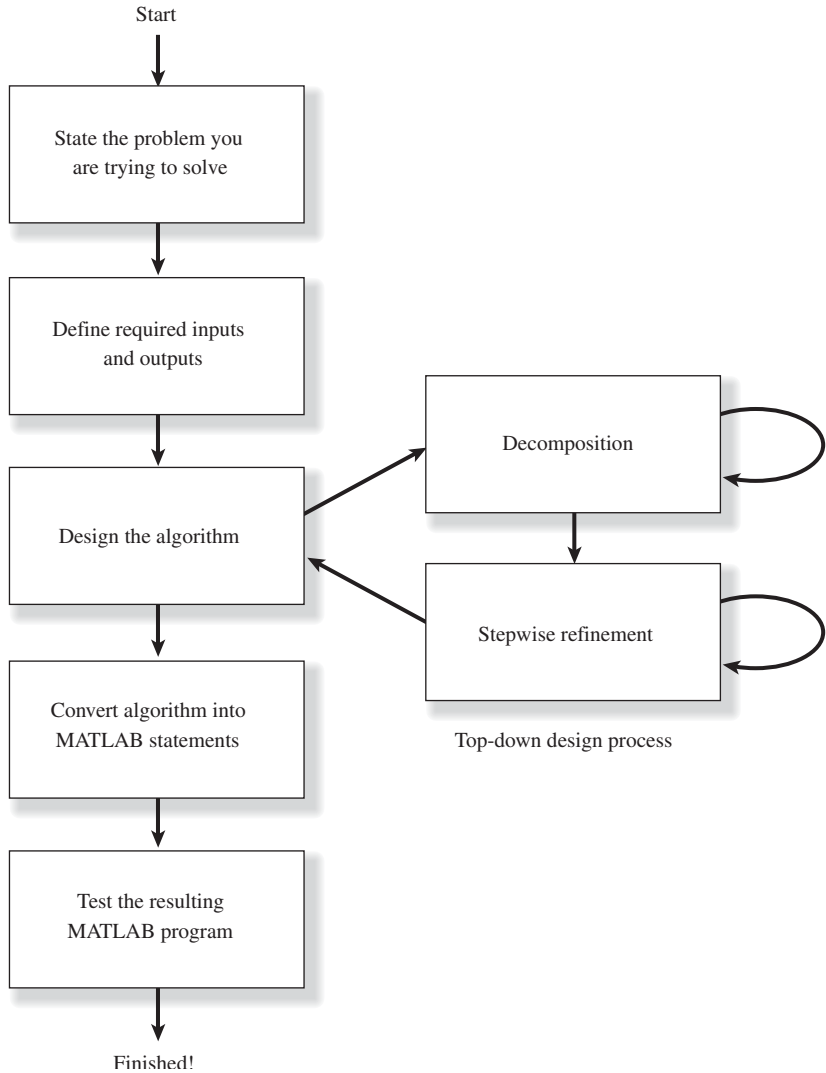 Start
State the problem you
are trying to solve
Define required inputs
and outputs
Design the algorithm
Decomposition
Stepwise refinement
Top-down design process
Convert algorithm into
MATLAB statements
Test the resulting
MATLAB program
Finished!